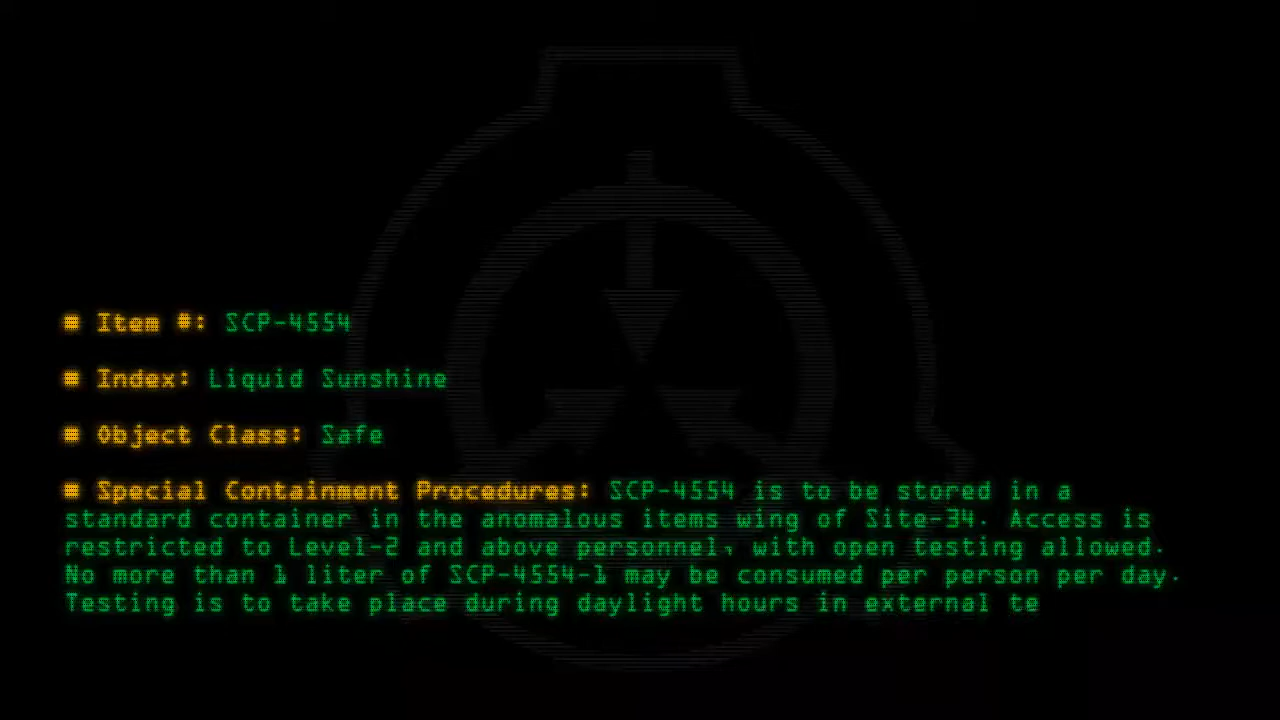 ■ Item #: SCP-4554
■ Index: Liquid Sunshine
■ Object Class: Safe
■ Special Containment Procedures: SCP-4554 is to be stored in a
standard container in the anomalous items wing of Site-34. Access is
restricted to Level-2 and above personnel, with open testing allowed.
No more than 1 liter of SCP-4554-1 may be consumed per person per day.
Testing is to take place during daylight hours in external te